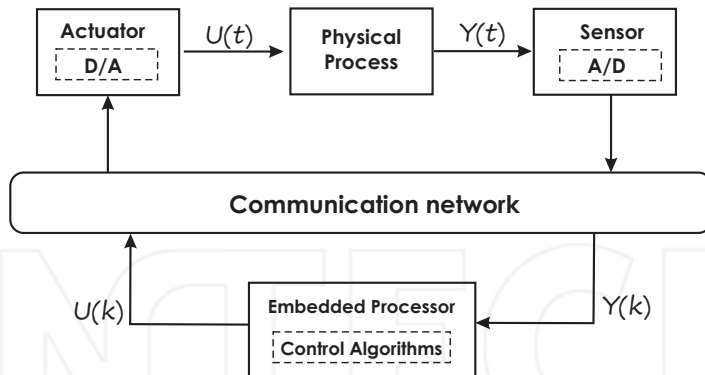 Actuator
D/A
U(t)
Physical
Process
Y(t)
Sensor
A/D
Communication network
U(k)
Embedded Processor
Control Algorithms
Y(k)